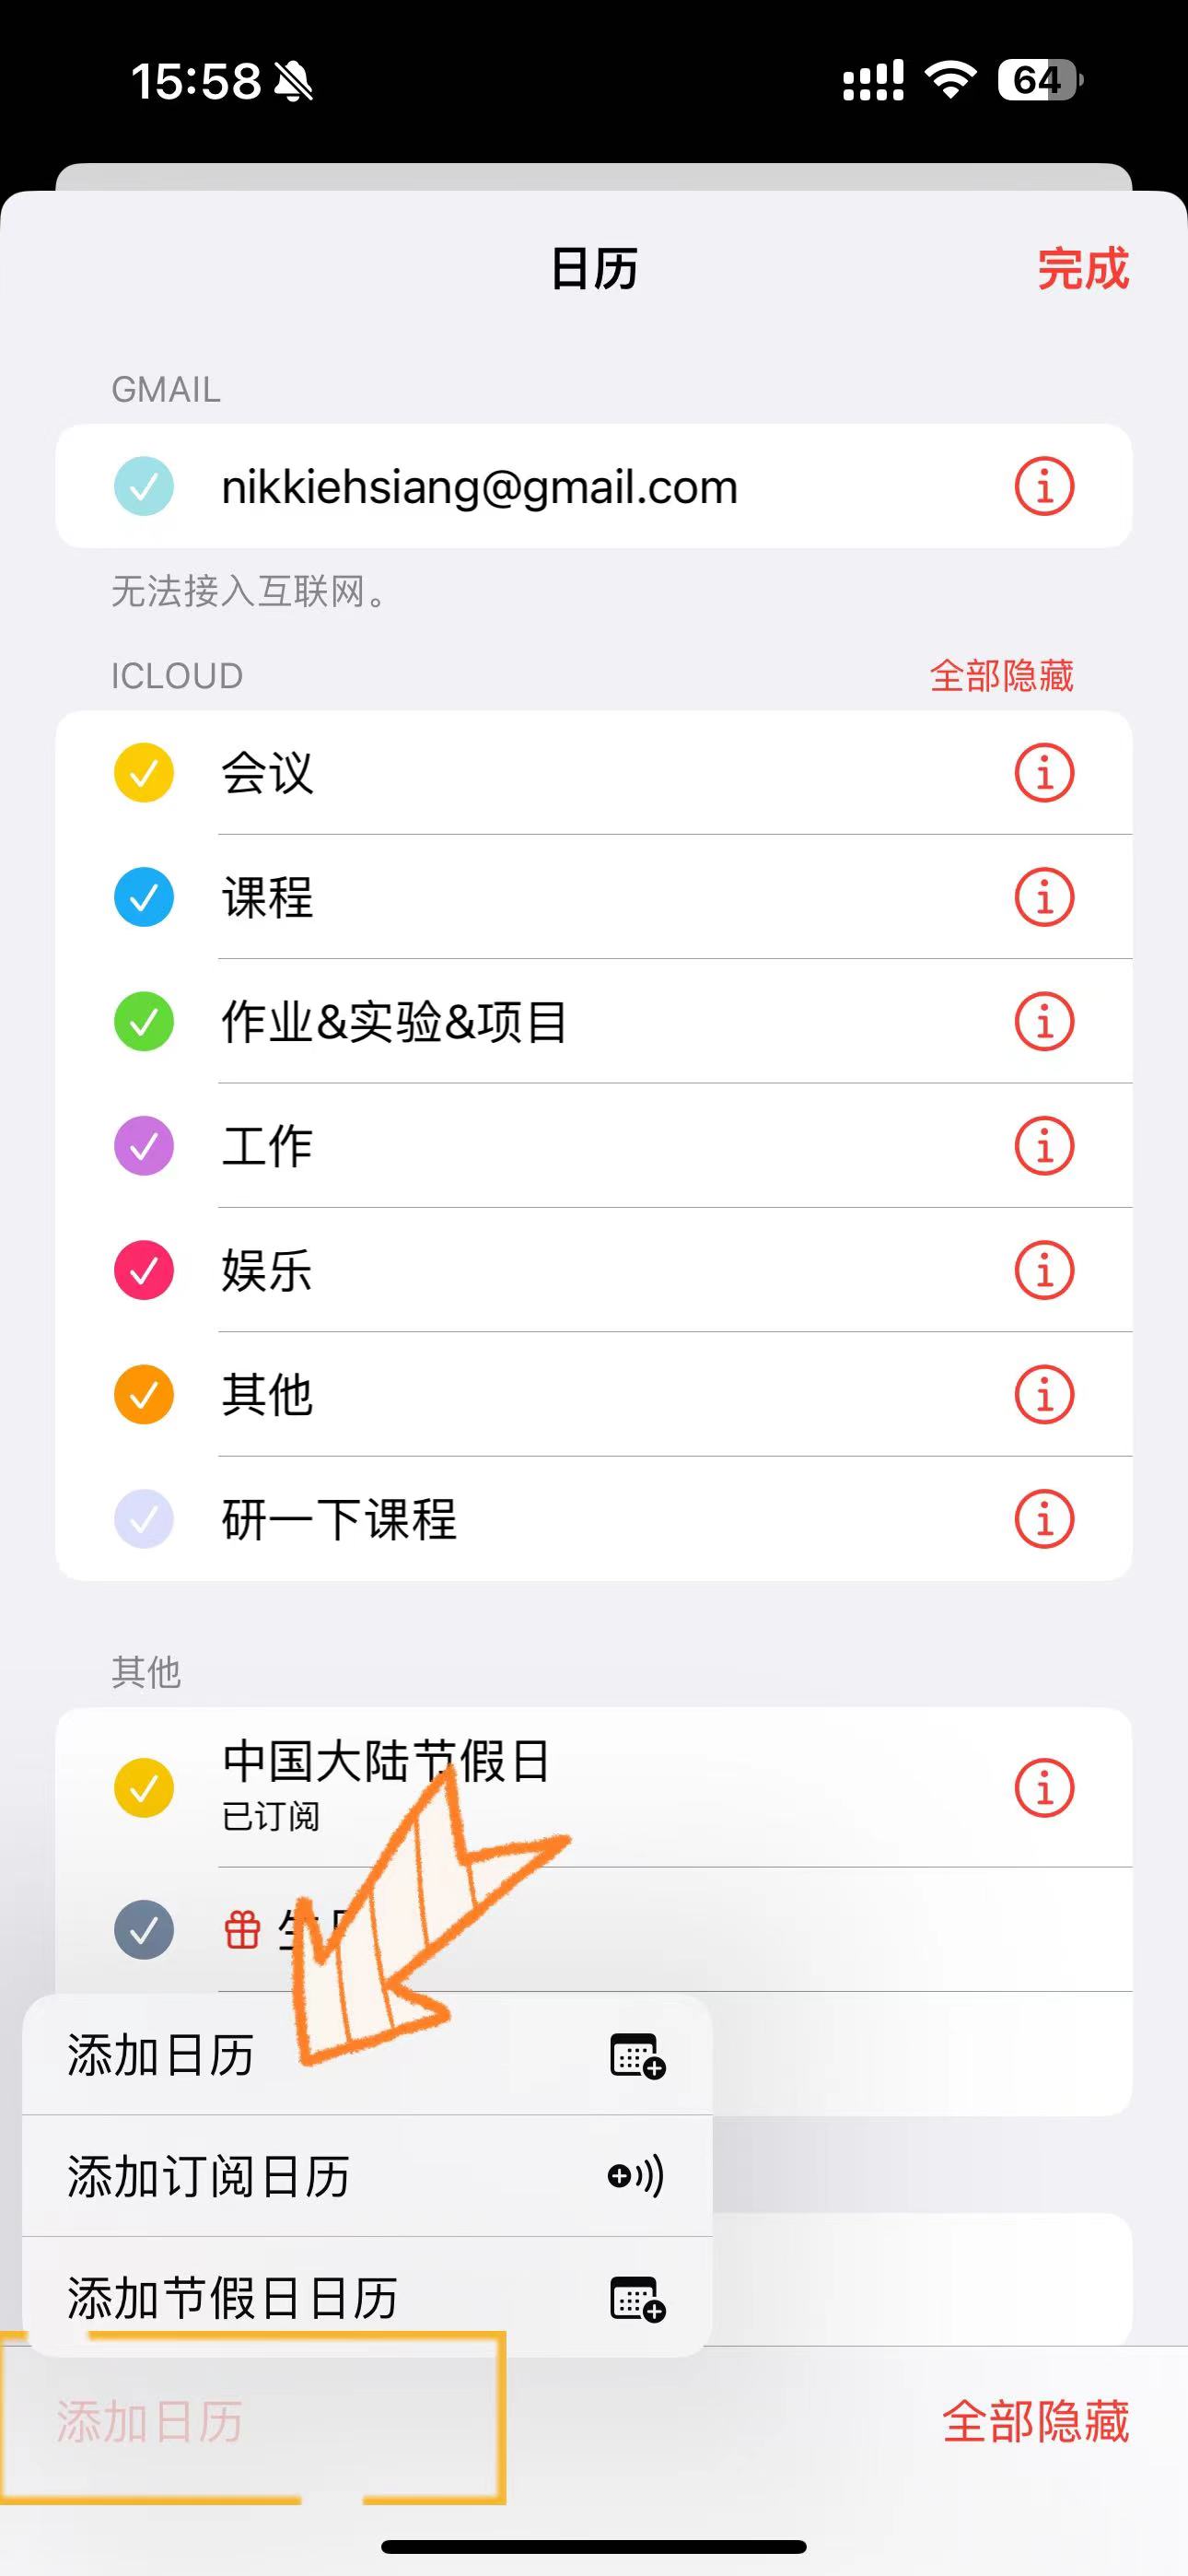 15:58
64
日历
完成
GMAIL
nikkiehsiang@gmail.com
无法接入互联网。
ICLOUD
全部隐藏
会议
课程
作业&实验&项目
工作
娱乐
其他
研一下课程
其他
中国大陆节假日
已订阅
添加日历
添加订阅日历
添加节假日日历
添加日历
全部隐藏